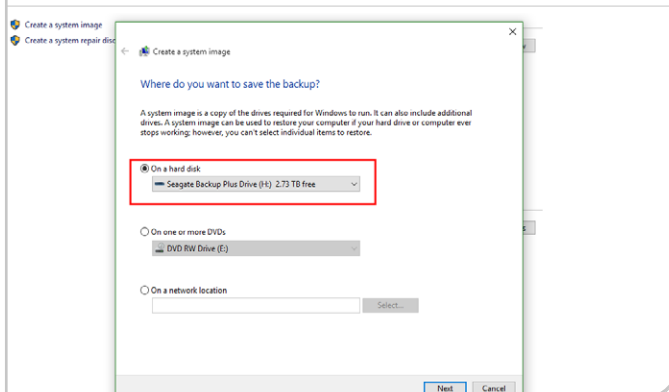 Create a system image
Create a system repair disc
Create a system image
Where do you want to save the backup?
A system image is a copy of the drives required for Windows to run. It can also include additional
drives. A system image can be used to restore your computer if your hard drive or computer ever
stops working; however, you can't select individual items to restore.
On a hard disk
Seagate Backup Plus Drive (H:) 2.73 TB free
On one or more DVDs
DVD RW Drive (E:)
On a network location
Select...
Next
Cancel